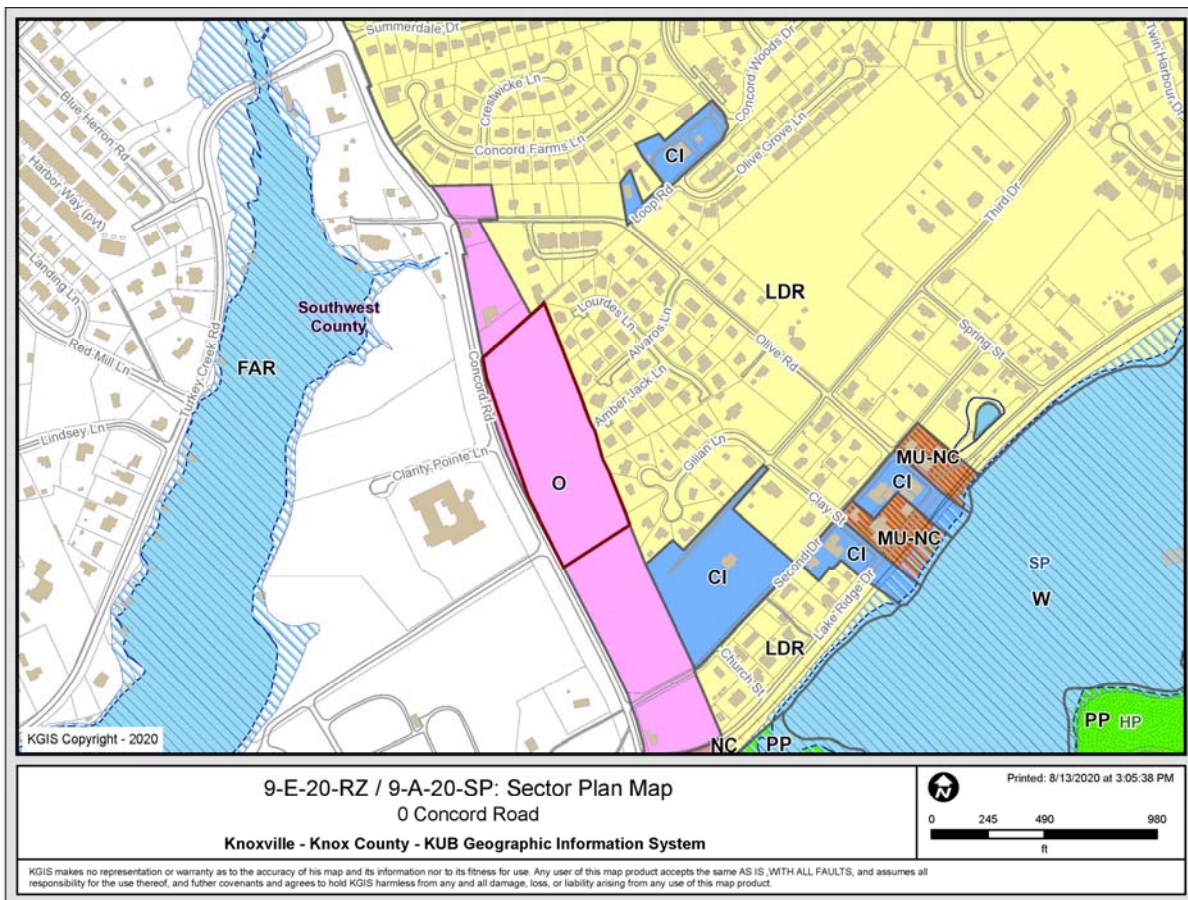 Summerdale Dr
Concord Woods Dr
Twin Harbour Dr
Crestwicke Ln
Blue Herron Rd
Concord Farms Ln
Olive Grove Ln
CI
Harbor Way (pvt)
Loop Rd
Third Dr
Landing Ln
Southwest
County
LDR
Lourdes Ln
Spring St
Red Mill Ln
FAR
Turkey Creek Rd
Concord Rd
Alvaros Ln
Olive Rd
Amber Jack Ln
Lindsey Ln
Clarity Pointe Ln
Gilian Ln
MU-NC
O
CI
Clay St
MU-NC
CI
Second Dr
CI
SP
W
Lake Ridge Dr
LDR
Church St
PP HP
NC
PP
KGIS Copyright - 2020
9-E-20-RZ / 9-A-20-SP: Sector Plan Map
0 Concord Road
Knoxville - Knox County - KUB Geographic Information System
N
Printed: 8/13/2020 at 3:05:38 PM
0 245 490 980
ft
KGIS makes no representation or warranty as to the accuracy of his map and its information nor to its fitness for use. Any user of this map product accepts the same AS IS ,WITH ALL FAULTS, and assumes all
responsibility for the use thereof, and futher covenants and agrees to hold KGIS harmless from any and all damage, loss, or liability arising from any use of this map product.